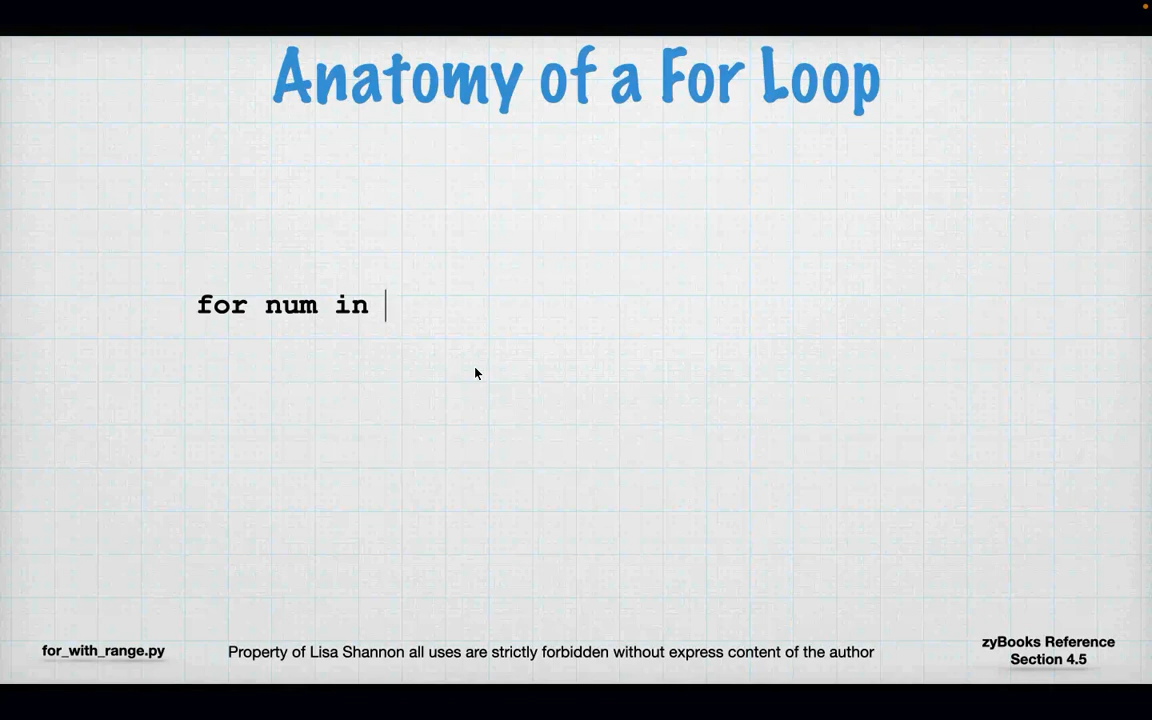 Anatomy of a For Loop
for num in
for_with_range.py
Property of Lisa Shannon all uses are strictly forbidden without express content of the author
zyBooks Reference
Section 4.5